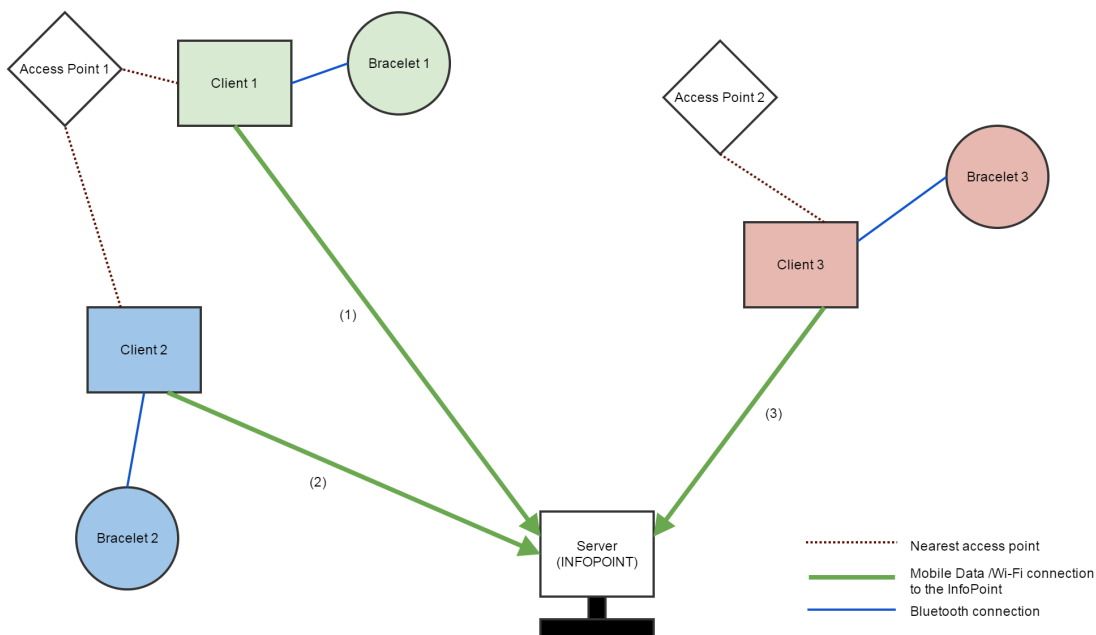 Access Point 1
Client 1
Bracelet 1
Access Point 2
Bracelet 3
Client 3
(1)
Client 2
(3)
(2)
Bracelet 2
Server
(INFOPOINT)
Nearest access point
Mobile Data /Wi-Fi connection
to the InfoPoint
Bluetooth connection